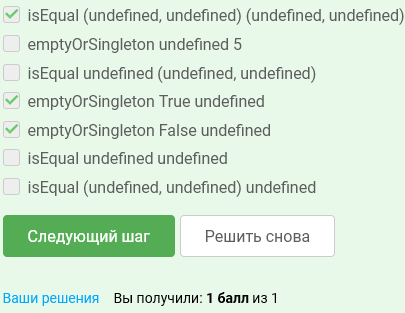 isEqual (undefined, undefined) (undefined, undefined)
emptyOrSingleton undefined 5
isEqual undefined (undefined, undefined)
emptyOrSingleton True undefined
emptyOrSingleton False undefined
isEqual undefined undefined
isEqual (undefined, undefined) undefined
Следующий шаг Решить снова
Ваши решения Вы получили: 1 балл из 1